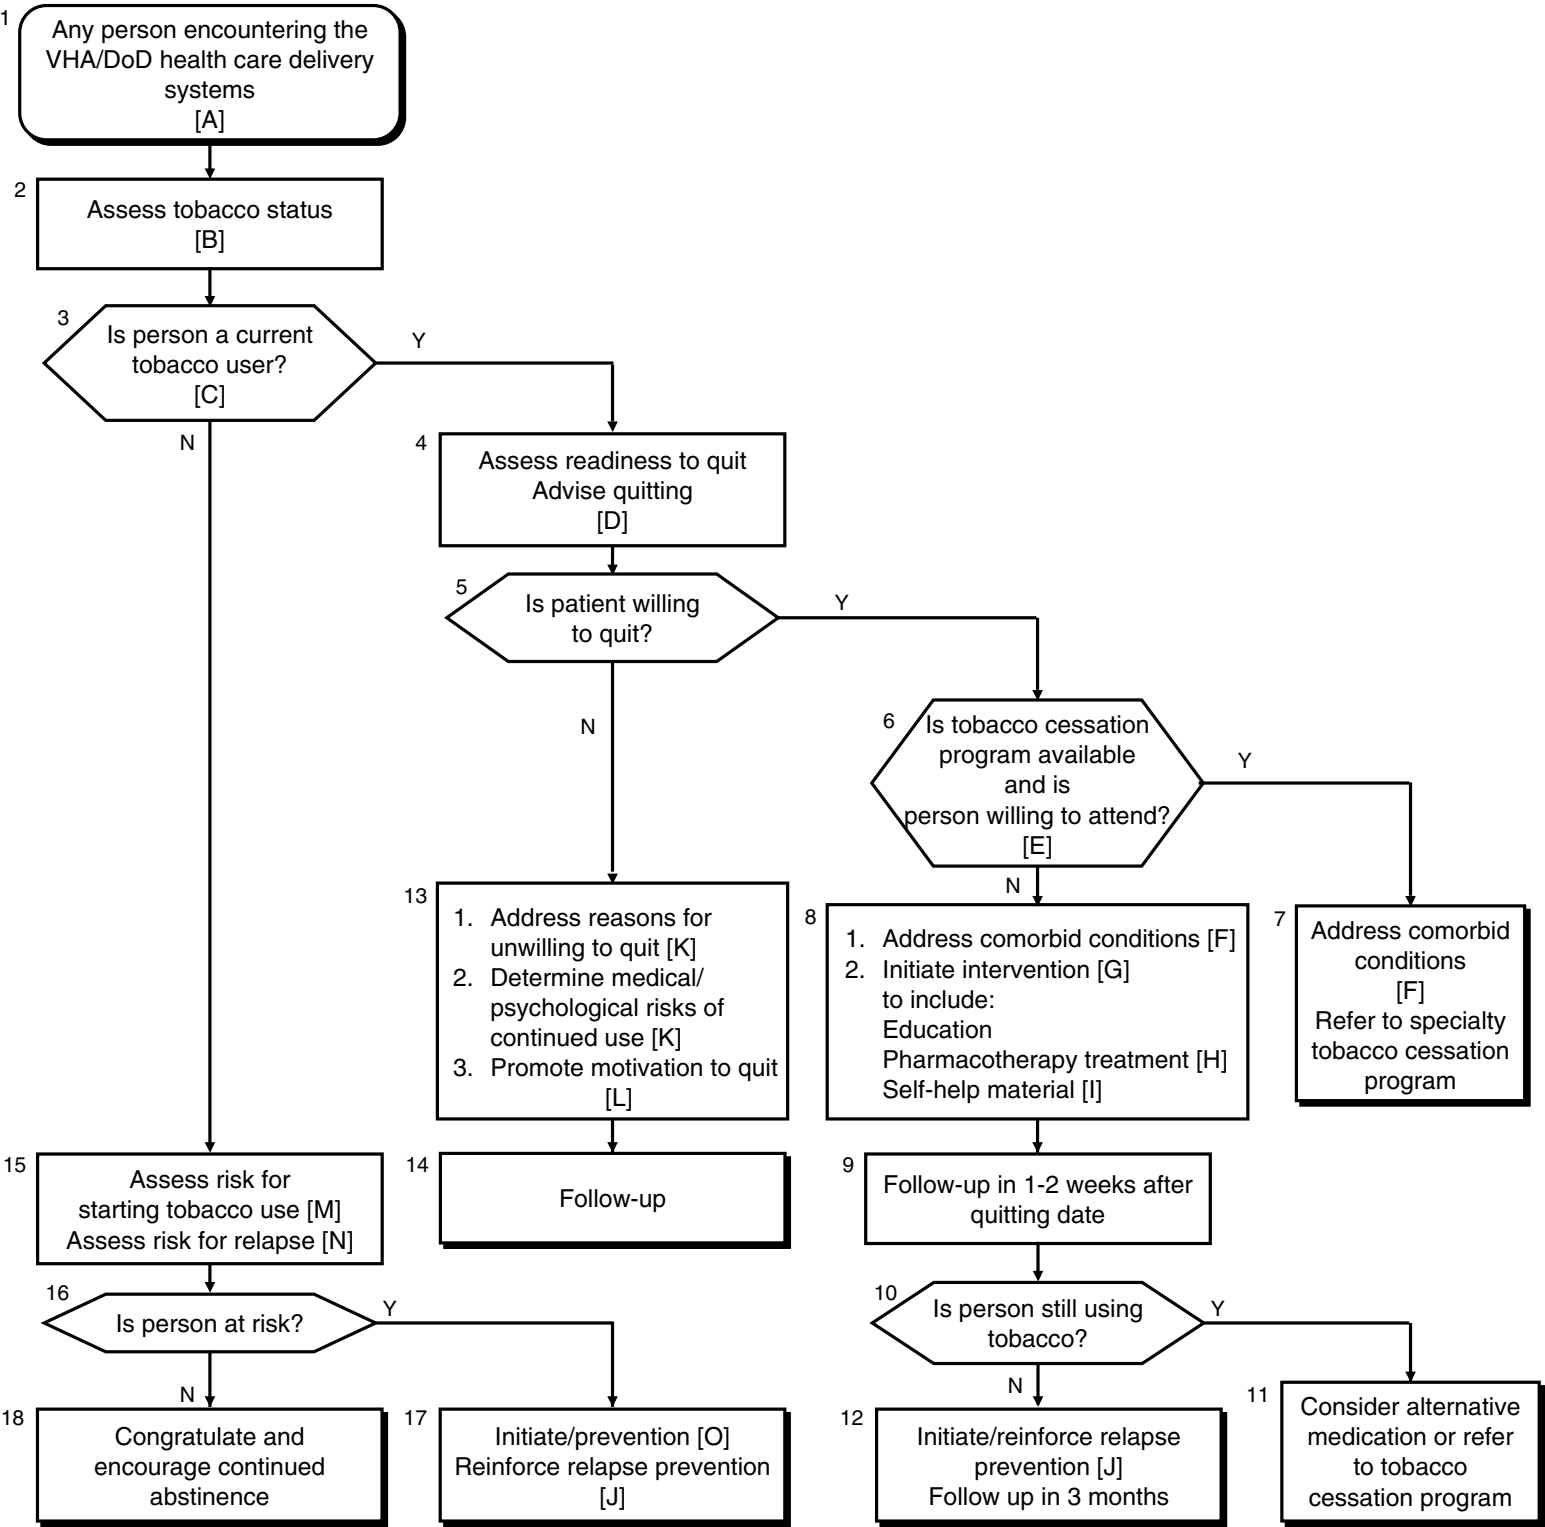 1
Any person encountering the
VHA/DoD health care delivery
systems
[A]
2
Assess tobacco status
[B]
3
Is person a current
tobacco user?
[C]
Y
N
4
Assess readiness to quit
Advise quitting
[D]
5
Is patient willing
to quit?
Y
N
6
Is tobacco cessation
program available
and is
person willing to attend?
[E]
Y
N
7
Address comorbid
conditions
[F]
Refer to specialty
tobacco cessation
program
8
1. Address comorbid conditions [F]
2. Initiate intervention [G]
to include:
Education
Pharmacotherapy treatment [H]
Self-help material [I]
9
Follow-up in 1-2 weeks after
quitting date
10
Is person still using
tobacco?
Y
N
11
Consider alternative
medication or refer
to tobacco
cessation program
12
Initiate/reinforce relapse
prevention [J]
Follow up in 3 months
13
1. Address reasons for
unwilling to quit [K]
2. Determine medical/
psychological risks of
continued use [K]
3. Promote motivation to quit
[L]
14
Follow-up
15
Assess risk for
starting tobacco use [M]
Assess risk for relapse [N]
16
Is person at risk?
Y
N
17
Initiate/prevention [O]
Reinforce relapse prevention
[J]
18
Congratulate and
encourage continued
abstinence